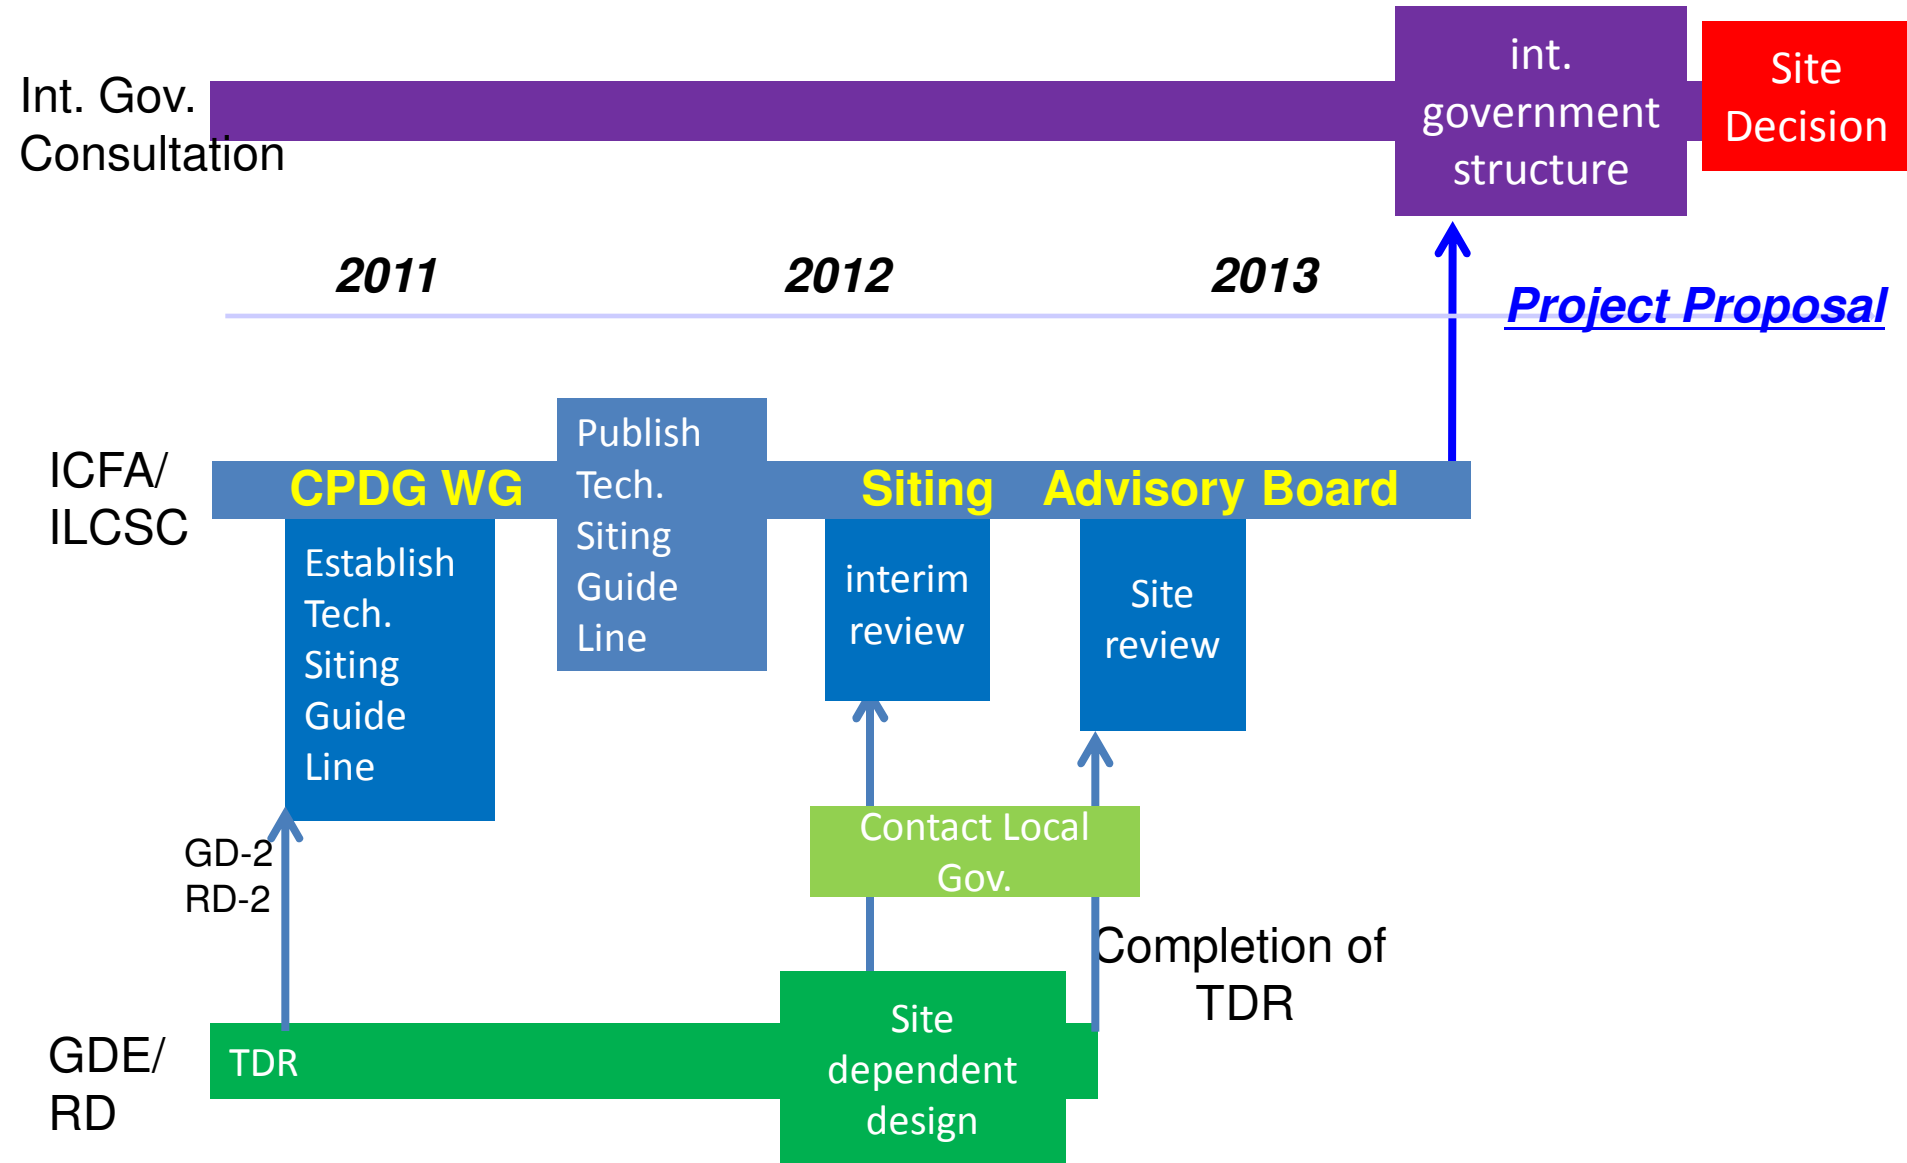 Int. Gov.
Consultation
int.
government
structure
Site
Decision
2011
2012
2013
Project Proposal
ICFA/
ILCSC
CPDG WG
Publish
Tech.
Siting
Guide
Line
Siting
Advisory Board
Establish
Tech.
Siting
Guide
Line
interim
review
Site
review
GD-2
RD-2
Contact Local
Gov.
Completion of
TDR
GDE/
RD
TDR
Site
dependent
design